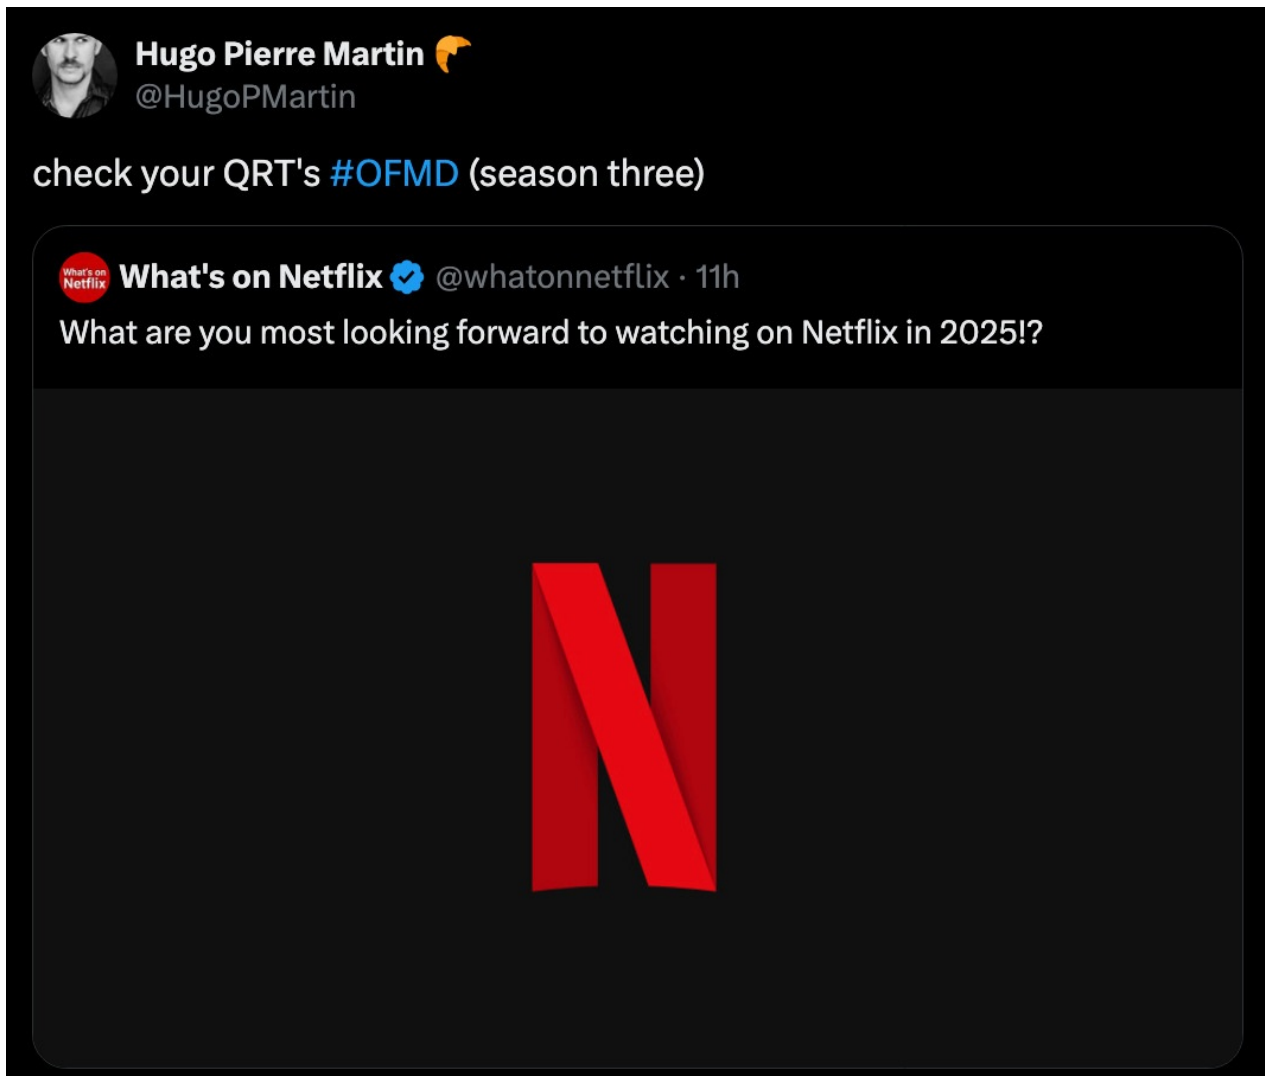 Hugo Pierre Martin 🥐
@HugoPMartin
check your QRT's #OFMD (season three)
What's on
Netflix
What's on Netflix @whatonnetflix · 11h
What are you most looking forward to watching on Netflix in 2025!?
N